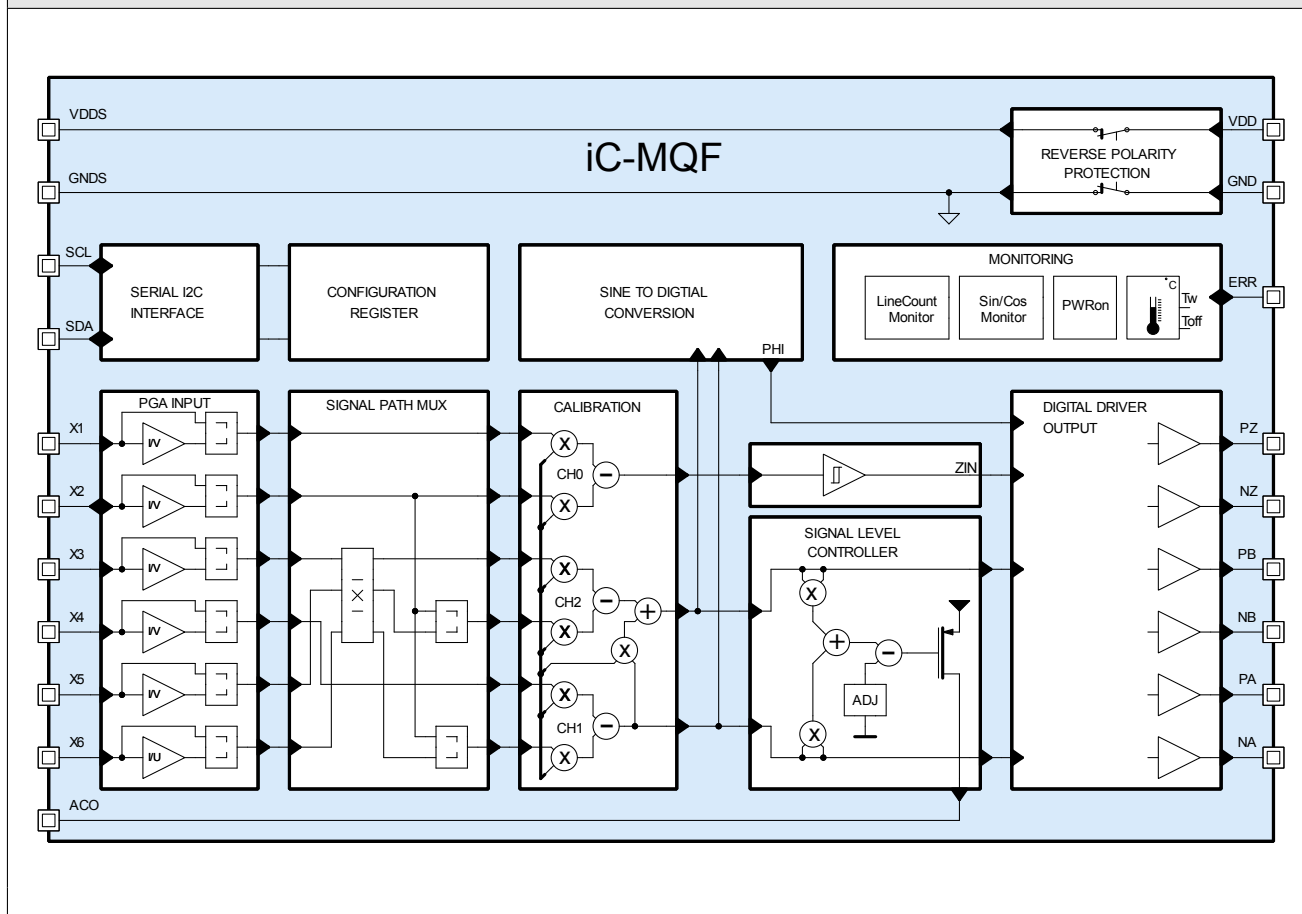 iC-MQF
VDDS
VDD
REVERSE POLARITY
PROTECTION
GNDS
GND
SCL
SERIAL I2C
INTERFACE
SDA
CONFIGURATION
REGISTER
SINE TO DIGTIAL
CONVERSION
PHI
MONITORING
LineCount
Monitor
Sin/Cos
Monitor
PWRon
°C
Tw
Toff
ERR
PGA INPUT
SIGNAL PATH MUX
CALIBRATION
DIGITAL DRIVER
OUTPUT
X1
I/V
X
CH0
-
ZIN
PZ
X2
I/V
X
NZ
SIGNAL LEVEL
CONTROLLER
X3
I/V
X
CH2
-
+
X
PB
X4
I/V
X
X
+
-
NB
X5
I/V
X
CH1
-
ADJ
PA
X6
I/U
X
X
NA
ACO